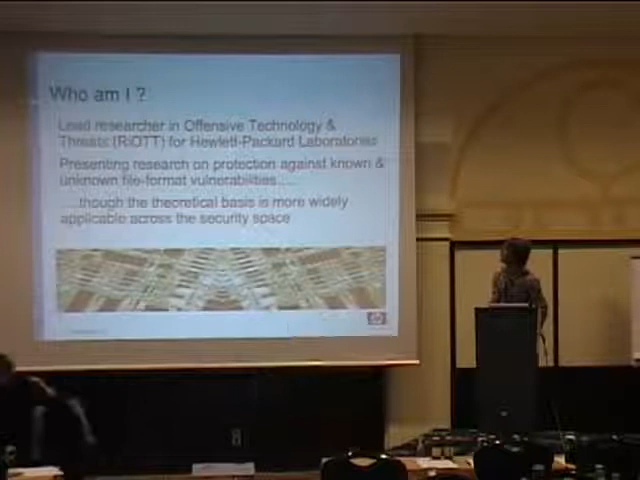 Who am I ?
Lead researcher in Offensive Technology &
Threats (RiOTT) for Hewlett-Packard Laboratories
Presenting research on protection against known &
unknown file-format vulnerabilities….
…though the theoretical basis is more widely
applicable across the security space
hp